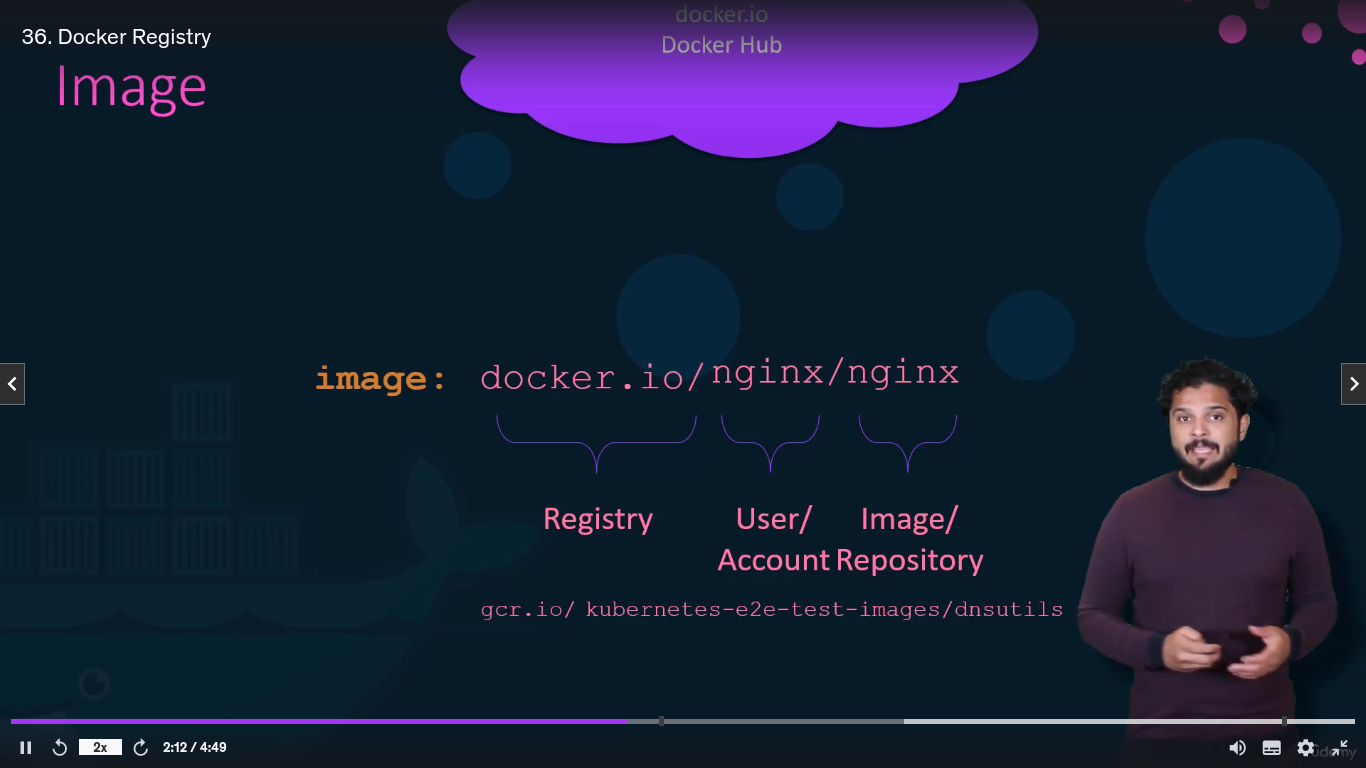 docker.io
36. Docker Registry
Docker Hub
Image
image: docker.io/nginx/nginx
Registry User/ Image/
Account Repository
gcr.io/ kubernetes-e2e-test-images/dnsutils
2x 2:12 / 4:49
Udemy